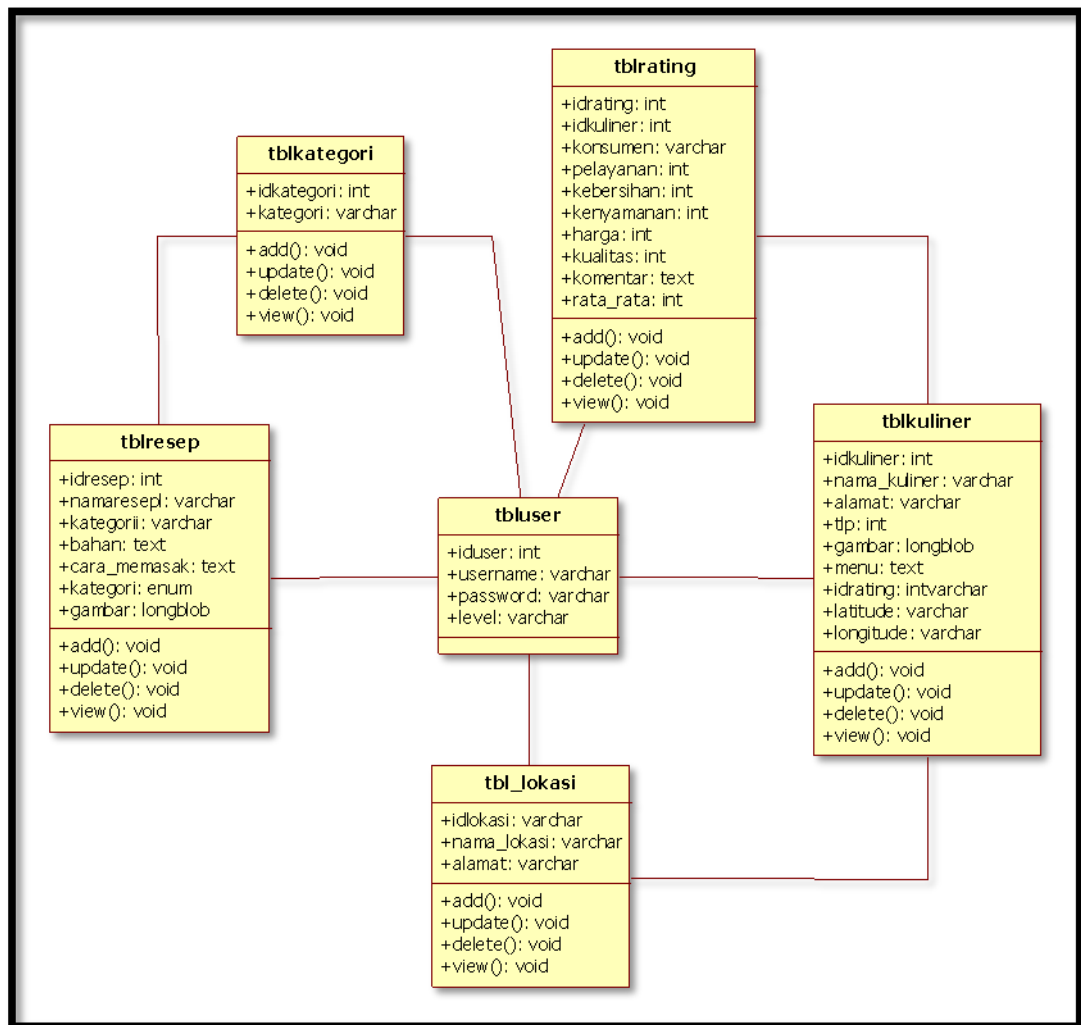 tblrating
+idrating: int
+idkuliner: int
+konsumen: varchar
+pelayanan: int
+kebersihan: int
+kenyamanan: int
+harga: int
+kualitas: int
+komentar: text
+rata_rata: int
+add(): void
+update(): void
+delete(): void
+view(): void
tblkategori
+idkategori: int
+kategori: varchar
+add(): void
+update(): void
+delete(): void
+view(): void
tblresep
+idresep: int
+namaresepl: varchar
+kategorii: varchar
+bahan: text
+cara_memasak: text
+kategori: enum
+gambar: longblob
+add(): void
+update(): void
+delete(): void
+view(): void
tbluser
+iduser: int
+username: varchar
+password: varchar
+level: varchar
tblkuliner
+idkuliner: int
+nama_kuliner: varchar
+alamat: varchar
+tlp: int
+gambar: longblob
+menu: text
+idrating: intvarchar
+latitude: varchar
+longitude: varchar
+add(): void
+update(): void
+delete(): void
+view(): void
tbl_lokasi
+idlokasi: varchar
+nama_lokasi: varchar
+alamat: varchar
+add(): void
+update(): void
+delete(): void
+view(): void